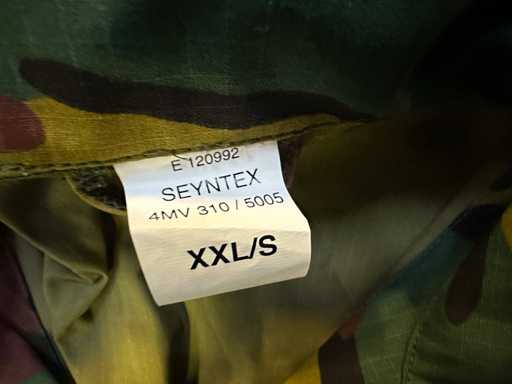 E 120992
SEYNTEX
4MV 310 / 5005
XXL/S